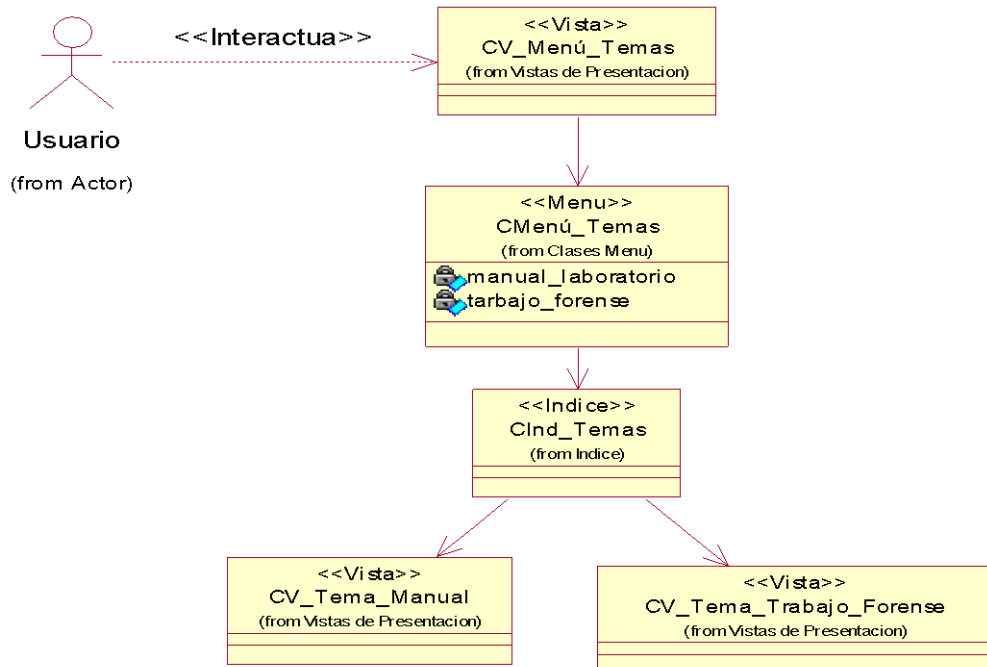 <<Interactua>>
Usuario
(from Actor)
<<Vista>>
CV_Menú_Temas
(from Vistas de Presentacion)
<<Menu>>
CMenú_Temas
(from Clases Menu)
manual_laboratorio
tarbajo_forense
<<Indice>>
CInd_Temas
(from Indice)
<<Vista>>
CV_Tema_Manual
(from Vistas de Presentacion)
<<Vista>>
CV_Tema_Trabajo_Forense
(from Vistas de Presentacion)